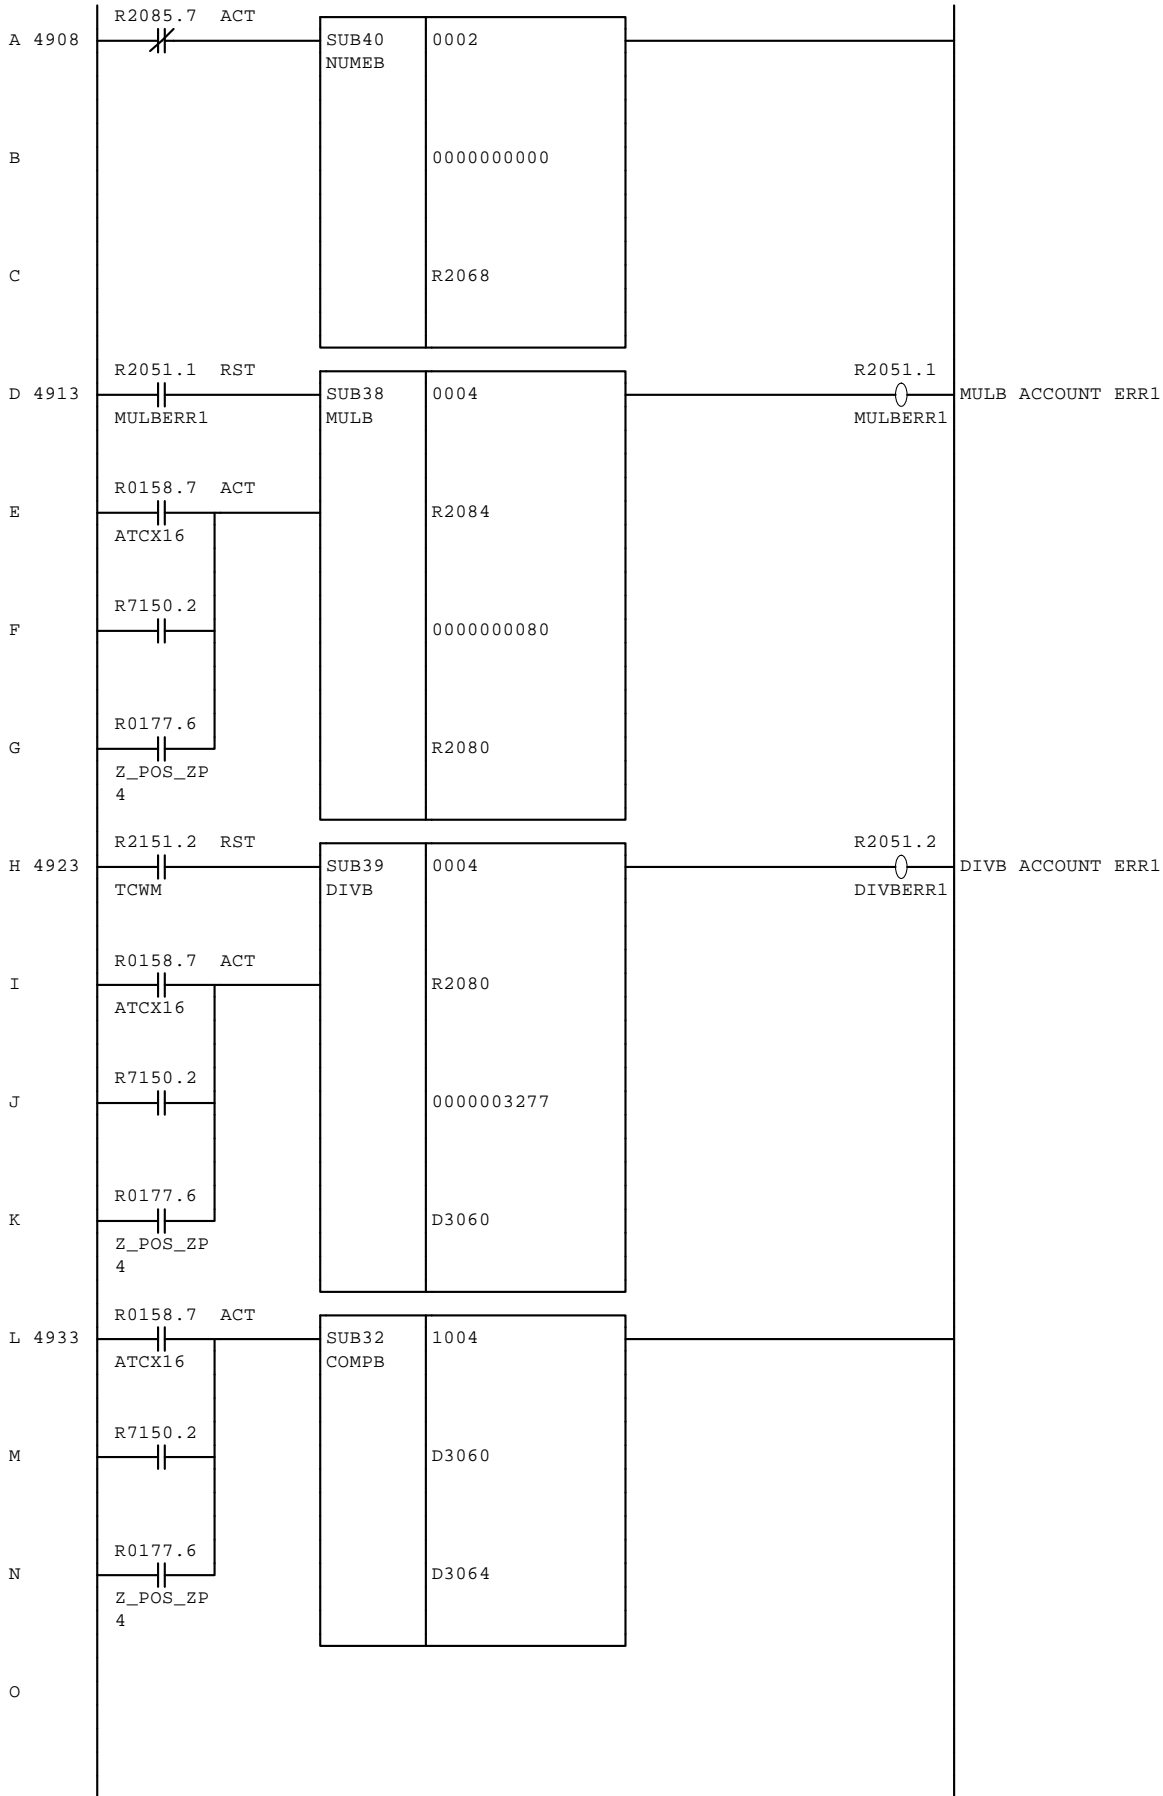 R2085.7 ACT
A 4908 SUB40 0002
NUMEB
B 0000000000
C R2068
R2051.1 RST R2051.1
D 4913 SUB38 0004 MULB ACCOUNT ERR1
MULBERR1 MULB MULBERR1
R0158.7 ACT
E R2084
ATCX16
R7150.2
F 0000000080
R0177.6
G R2080
Z_POS_ZP
4
R2151.2 RST R2051.2
H 4923 SUB39 0004 DIVB ACCOUNT ERR1
TCWM DIVB DIVBERR1
R0158.7 ACT
I R2080
ATCX16
R7150.2
J 0000003277
R0177.6
K D3060
Z_POS_ZP
4
R0158.7 ACT
L 4933 SUB32 1004
ATCX16 COMPB
R7150.2
M D3060
R0177.6
N D3064
Z_POS_ZP
4
O